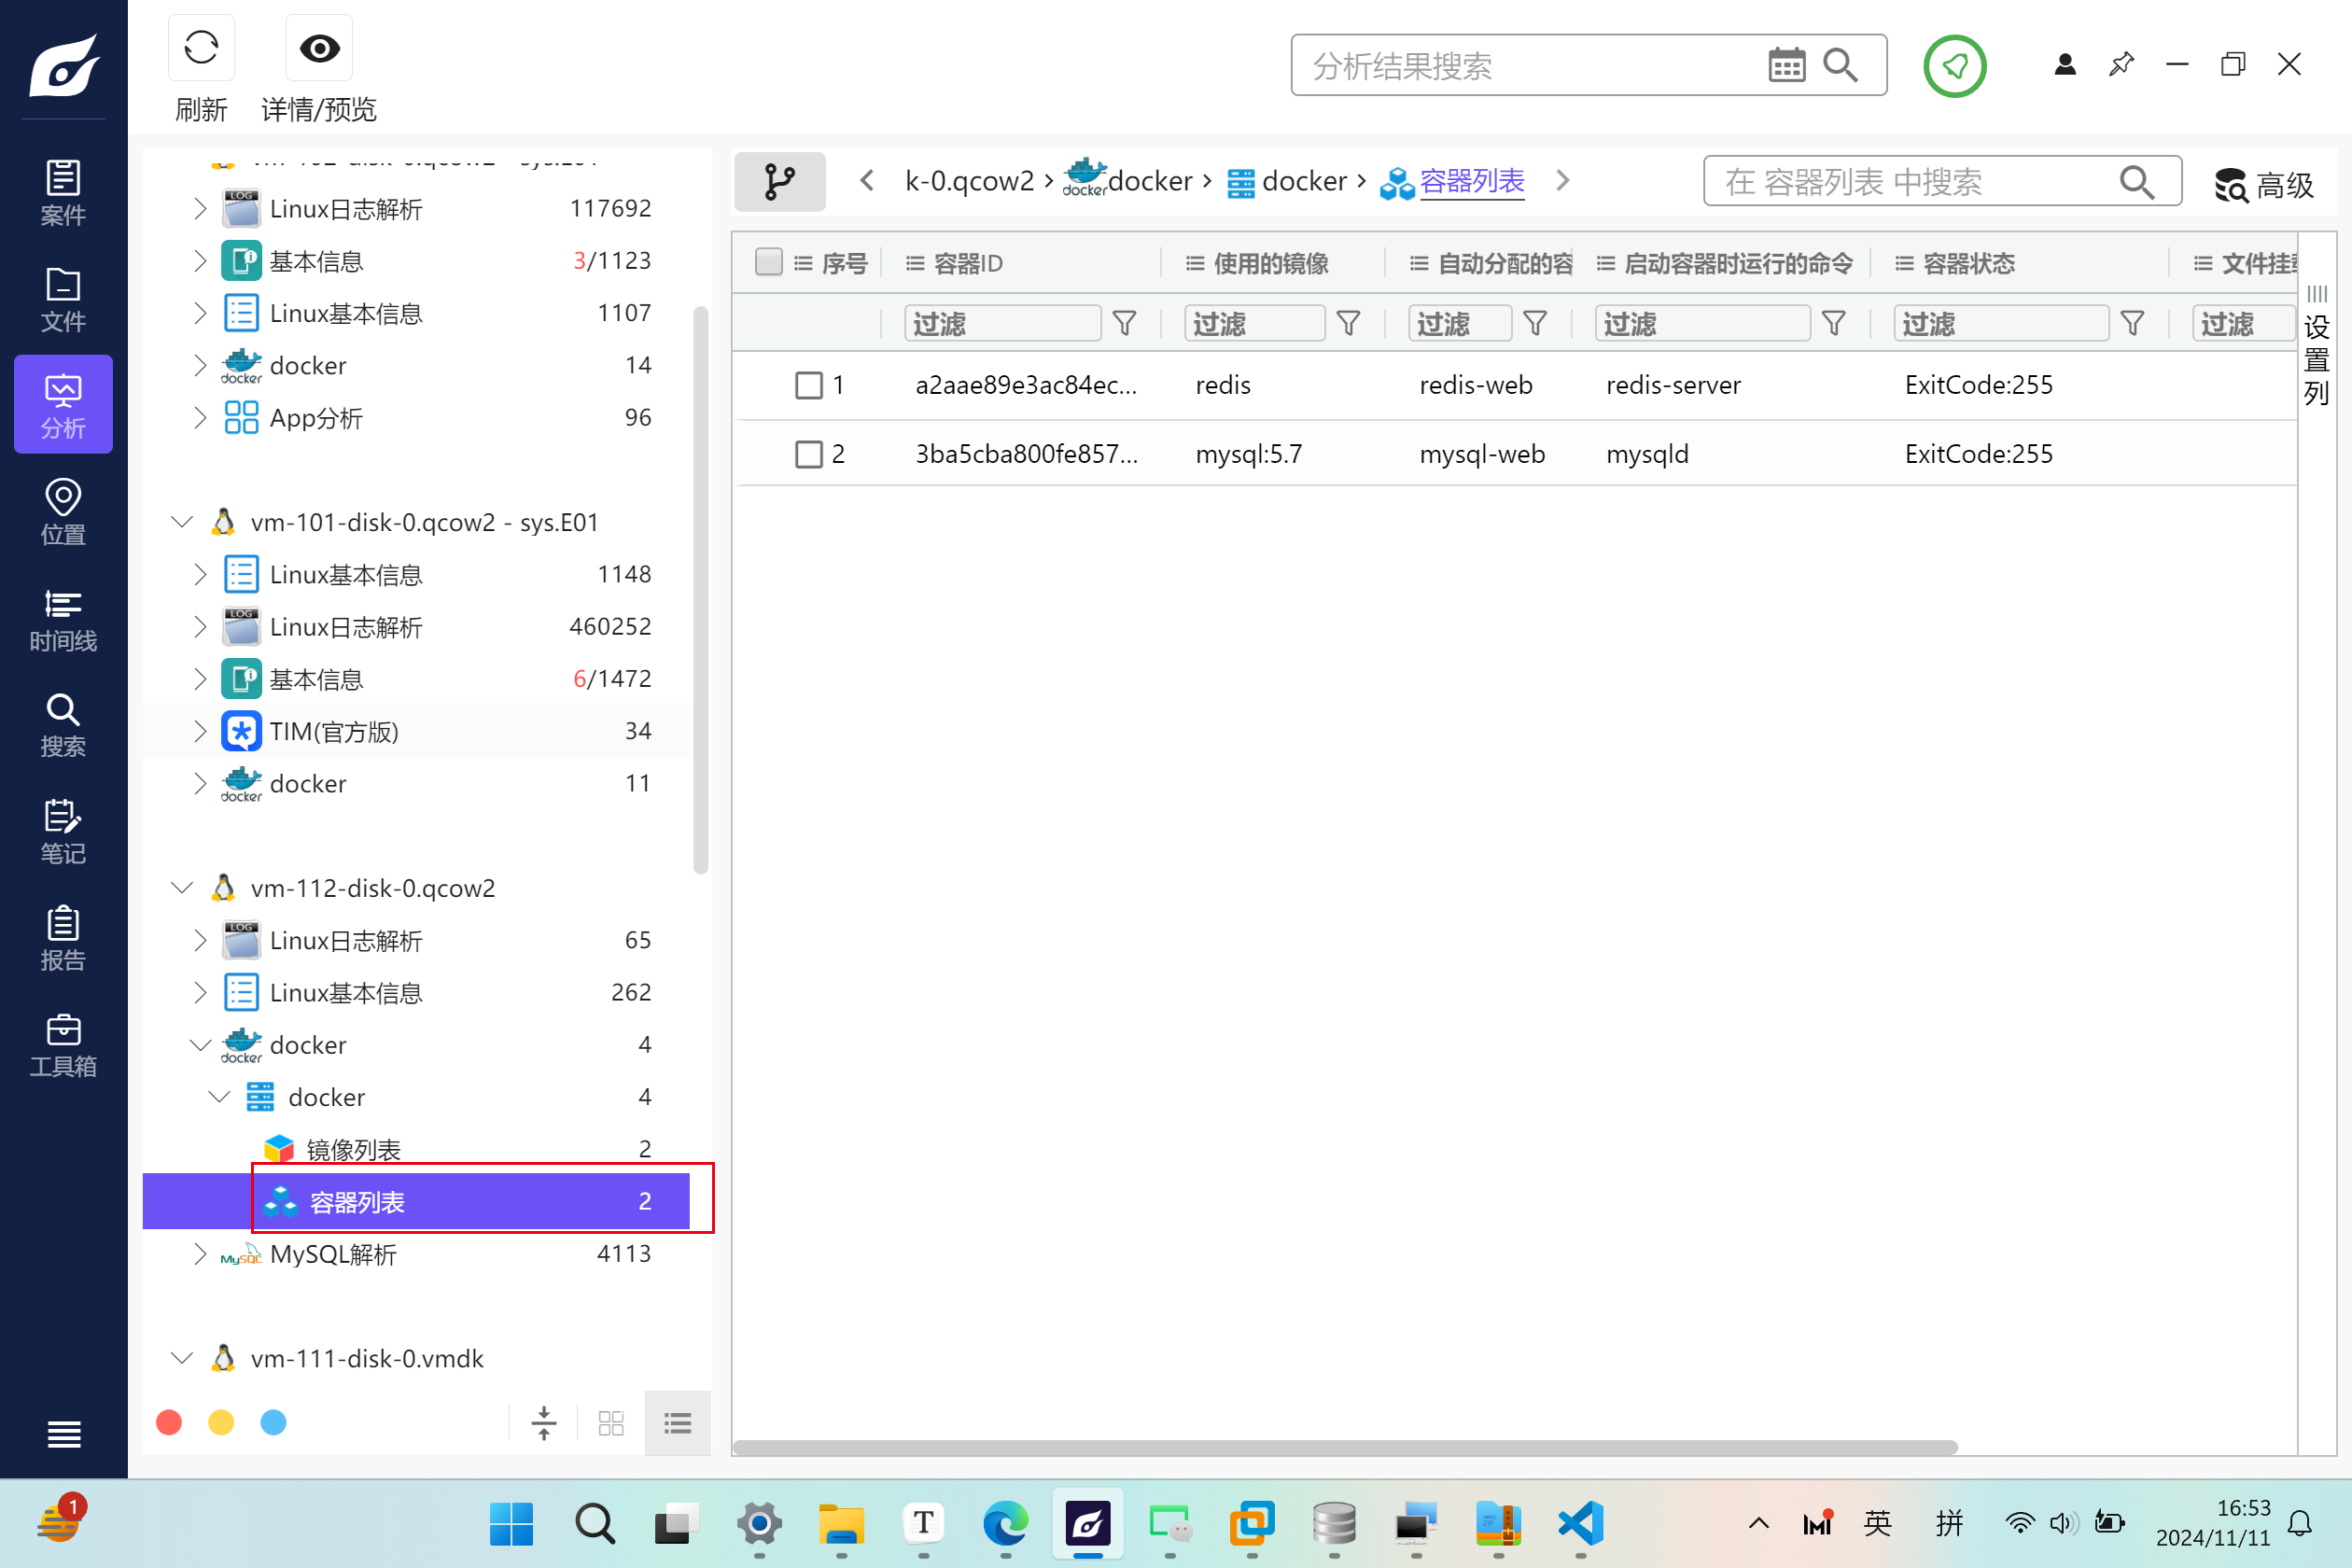 刷新
详情/预览
分析结果搜索
案件
文件
分析
位置
时间线
搜索
笔记
报告
工具箱
Linux日志解析 117692
基本信息 3/1123
Linux基本信息 1107
docker 14
App分析 96
vm-101-disk-0.qcow2 - sys.E01
Linux基本信息 1148
Linux日志解析 460252
基本信息 6/1472
TIM(官方版) 34
docker 11
vm-112-disk-0.qcow2
Linux日志解析 65
Linux基本信息 262
docker 4
docker 4
镜像列表 2
容器列表 2
MySQL解析 4113
vm-111-disk-0.vmdk
k-0.qcow2 › docker › docker › 容器列表
在 容器列表 中搜索
高级
序号 容器ID 使用的镜像 自动分配的容 启动容器时运行的命令 容器状态 文件挂
过滤 过滤 过滤 过滤 过滤 过滤
1 a2aae89e3ac84ec... redis redis-web redis-server ExitCode:255
2 3ba5cba800fe857... mysql:5.7 mysql-web mysqld ExitCode:255
设置列
1
英
拼
16:53
2024/11/11